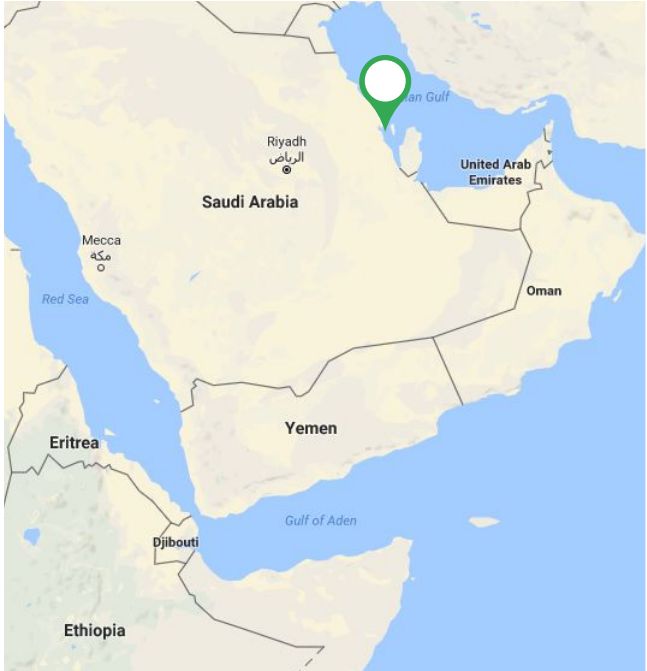 ian Gulf
Riyadh
الرياض
United Arab
Emirates
Saudi Arabia
Mecca
مكة
Oman
Red Sea
Yemen
Eritrea
Gulf of Aden
Djibouti
Ethiopia